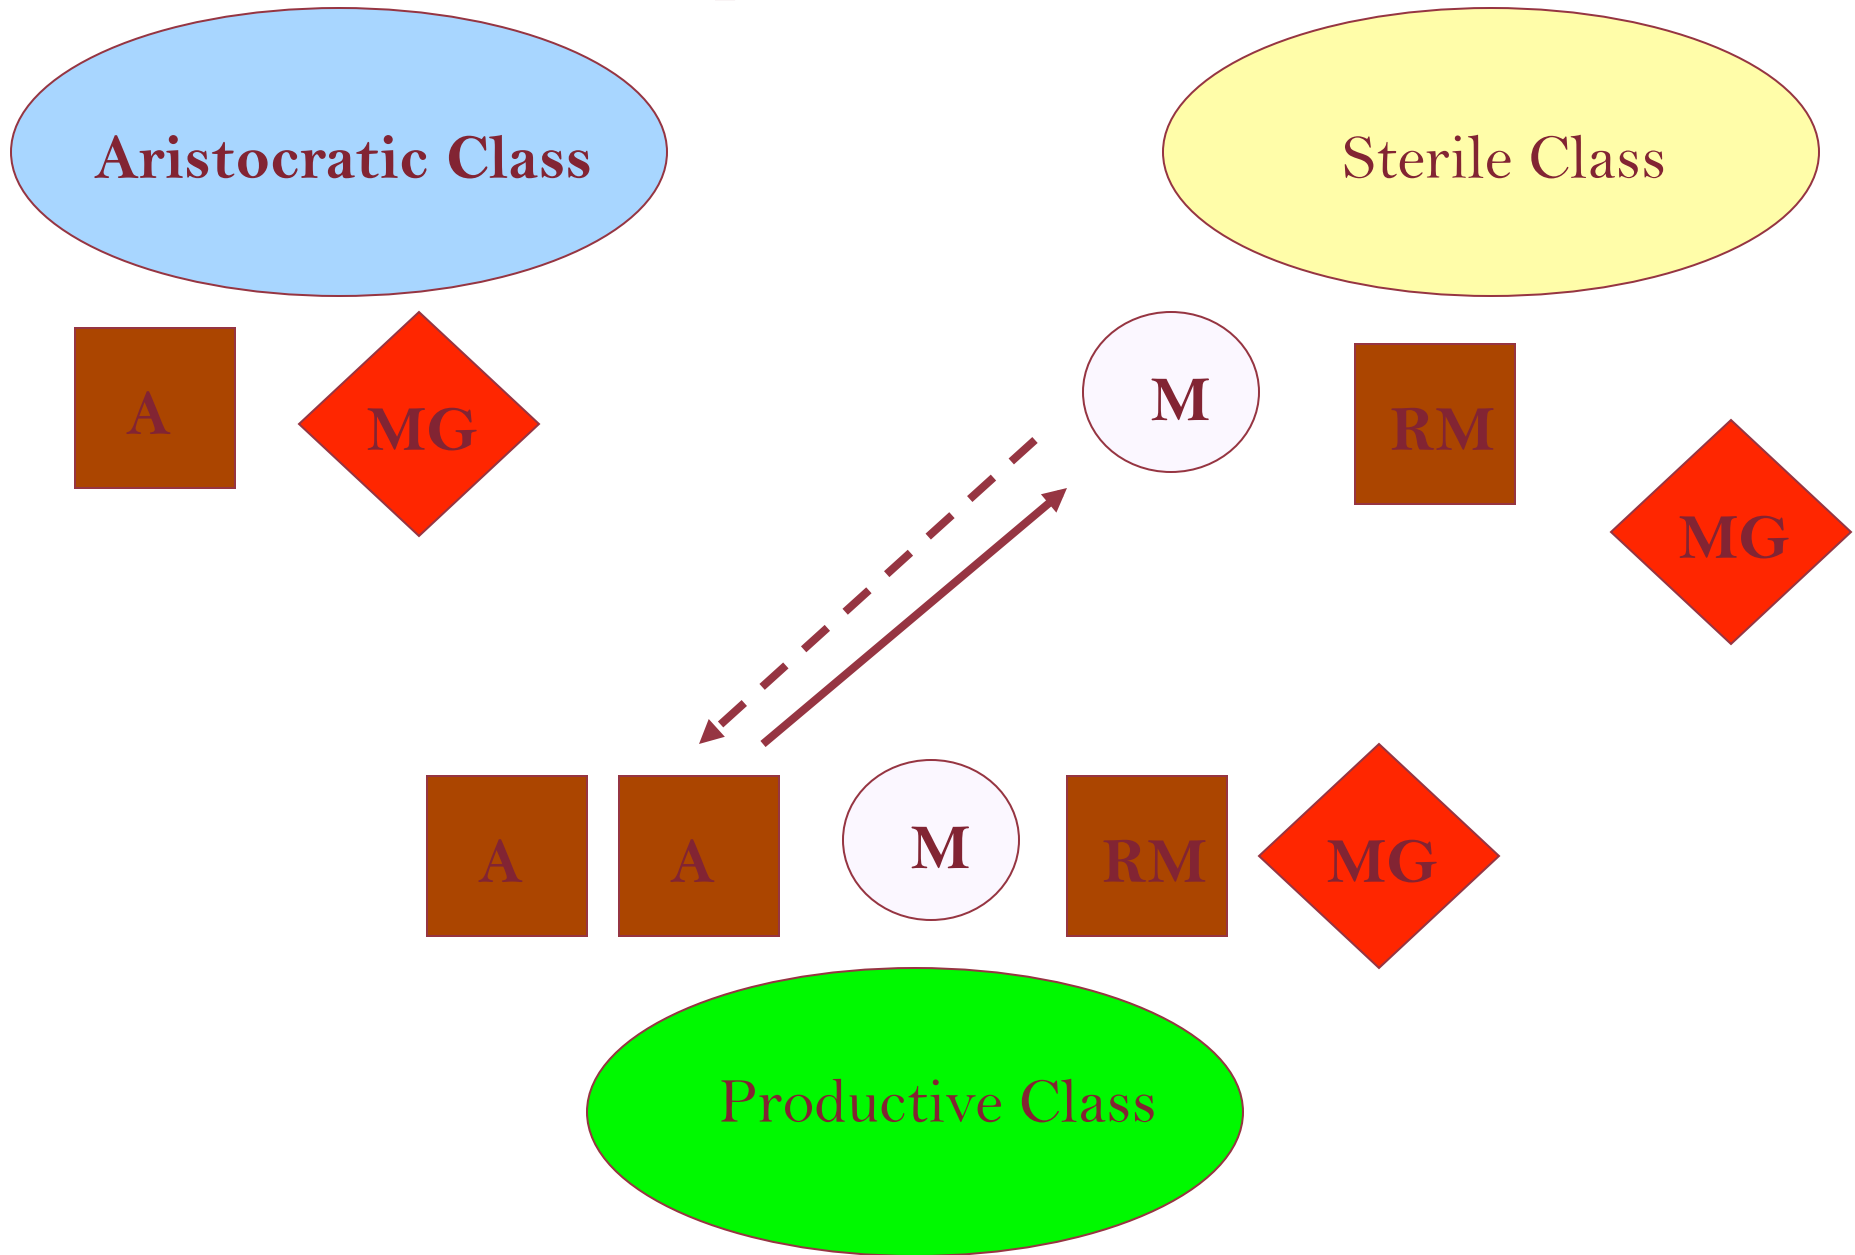 Aristocratic Class
Sterile Class
A
MG
M
RM
MG
A
A
M
RM
MG
Productive Class